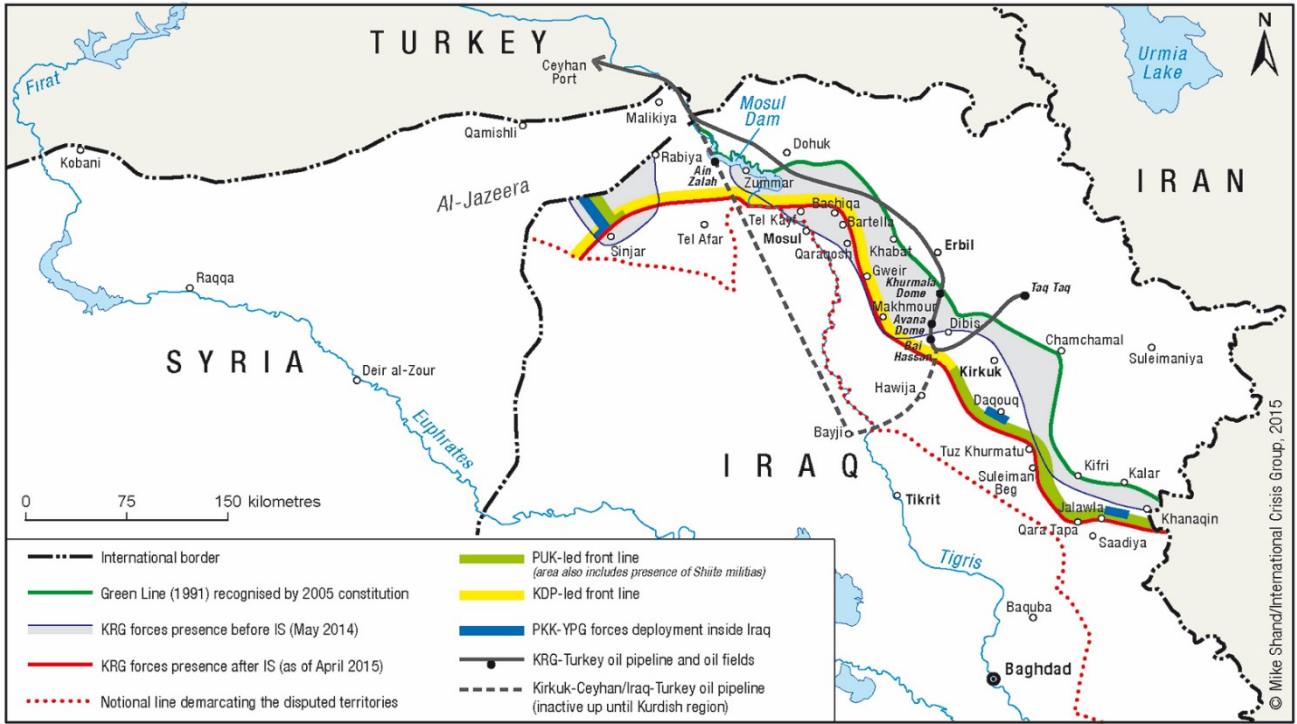 TURKEY
N
Ceyhan
Port
Urmia
Lake
Fırat
Mosul
Dam
Malikiya
Qamishli
Dohuk
Kobani
Rabiya
Ain
Zalah
Zummar
IRAN
Al-Jazeera
Bashiqa
Tel Kayf
Bartella
Sinjar
Tel Afar
Mosul
Khabat
Erbil
Qaraqosh
Gweir
Raqqa
Khurmala
Dome
Taq Taq
Makhmour
Avana
Dome
Dibis
Bai
Hassan
Chamchamal
Suleimaniya
SYRIA
Kirkuk
Deir al-Zour
Hawija
Daqouq
Bayji
Euphrates
Tuz Khurmatu
IRAQ
Suleiman
Beg
Kifri
Kalar
0 75 150 kilometres
Tikrit
Jalawla
Khanaqin
Qara Tapa
Saadiya
Tigris
Baquba
Baghdad
International border
Green Line (1991) recognised by 2005 constitution
KRG forces presence before IS (May 2014)
KRG forces presence after IS (as of April 2015)
Notional line demarcating the disputed territories
PUK-led front line
(area also includes presence of Shiite militias)
KDP-led front line
PKK-YPG forces deployment inside Iraq
KRG-Turkey oil pipeline and oil fields
Kirkuk-Ceyhan/Iraq-Turkey oil pipeline
(inactive up until Kurdish region)
© Mike Shand/International Crisis Group, 2015